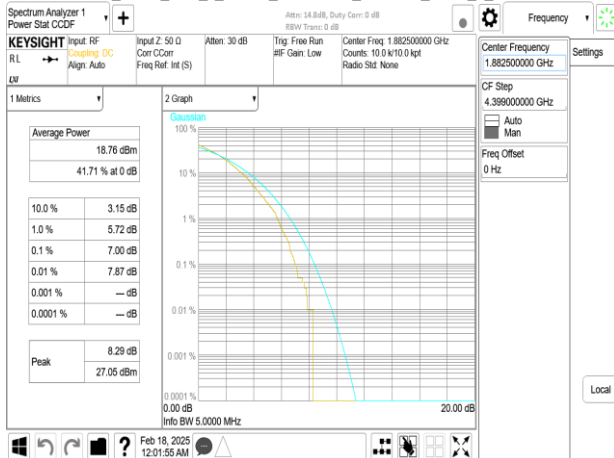 Spectrum Analyzer 1
Power Stat CCDF
+
Attn: 14.8dB, Duty Corr: 0 dB
RBW Trans: 0 dB
Frequency
KEYSIGHT
RL
LXI
Input: RF
Coupling: DC
Align: Auto
Input Z: 50 Ω
Corr CCorr
Freq Ref: Int (S)
Atten: 30 dB
Trig: Free Run
#IF Gain: Low
Center Freq: 1.882500000 GHz
Counts: 10.0 k/10.0 kpt
Radio Std: None
Center Frequency
1.882500000 GHz
Settings
CF Step
4.399000000 GHz
Auto
Man
Freq Offset
0 Hz
Local
1 Metrics
Average Power
18.76 dBm
41.71 % at 0 dB
10.0 % 3.15 dB
1.0 % 5.72 dB
0.1 % 7.00 dB
0.01 % 7.87 dB
0.001 % --- dB
0.0001 % --- dB
Peak
8.29 dB
27.05 dBm
2 Graph
Gaussian
100 %
10 %
1 %
0.1 %
0.01 %
0.001 %
0.0001 %
0.00 dB 20.00 dB
Info BW 5.0000 MHz
?
Feb 18, 2025
12:01:55 AM